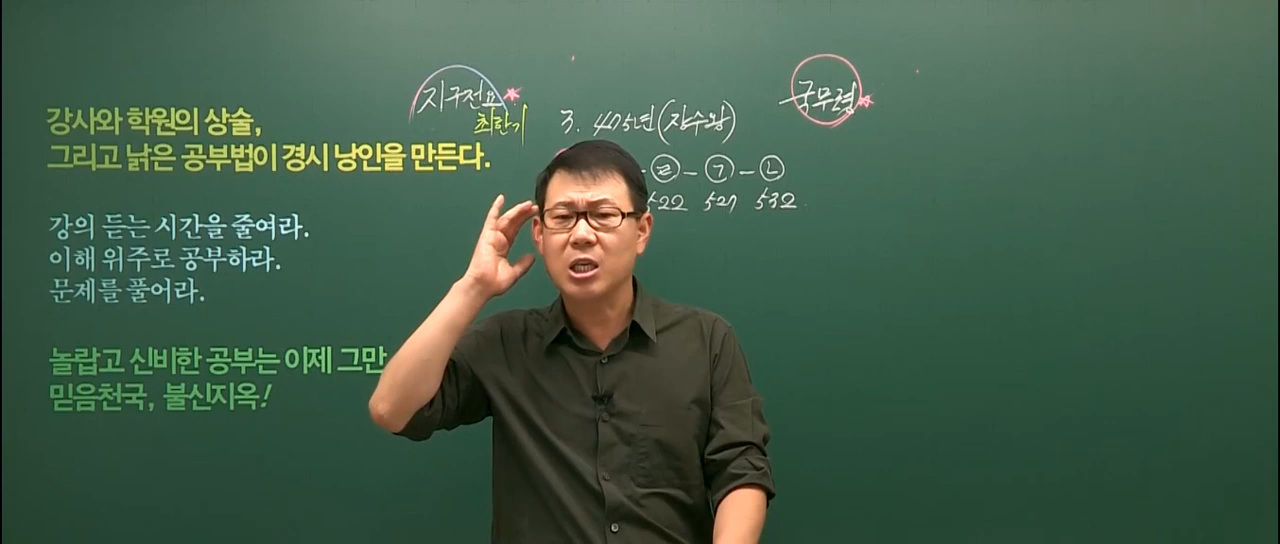 강사와 학원의 상술,
그리고 낡은 공부법이 경시 낭인을 만든다.
강의 듣는 시간을 줄여라.
이해 위주로 공부하라.
문제를 풀어라.
놀랍고 신비한 공부는 이제 그만
믿음천국, 불신지옥!
지구전요
최한기
3. 475년(장수왕)
- ㄹ - ㄱ - ㄴ
522 527 532
국무령